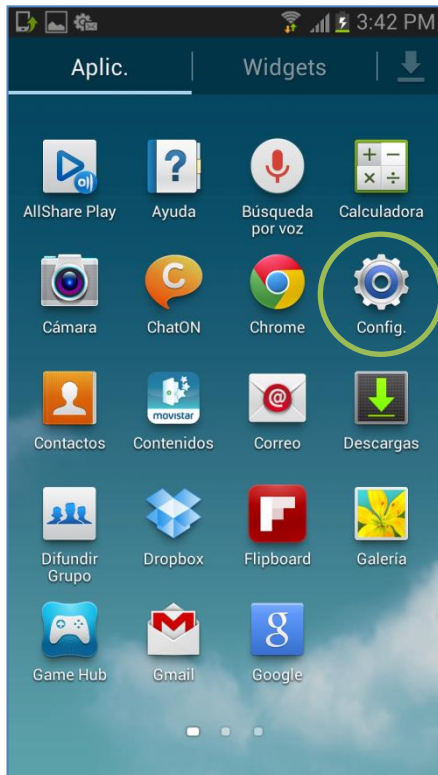 3:42 PM
Aplic.
Widgets
AllShare Play
Ayuda
Búsqueda
por voz
Calculadora
Cámara
ChatON
Chrome
Config.
movistar
Contactos
Contenidos
Correo
Descargas
Difundir
Grupo
Dropbox
Flipboard
Galería
Game Hub
Gmail
Google